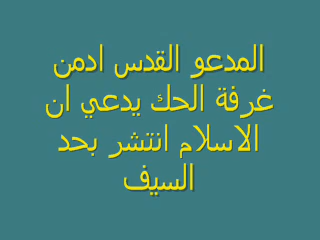 المدعو القدس ادمن
غرفة الحك يدعي ان
الاسلام انتشر بحد
السيف